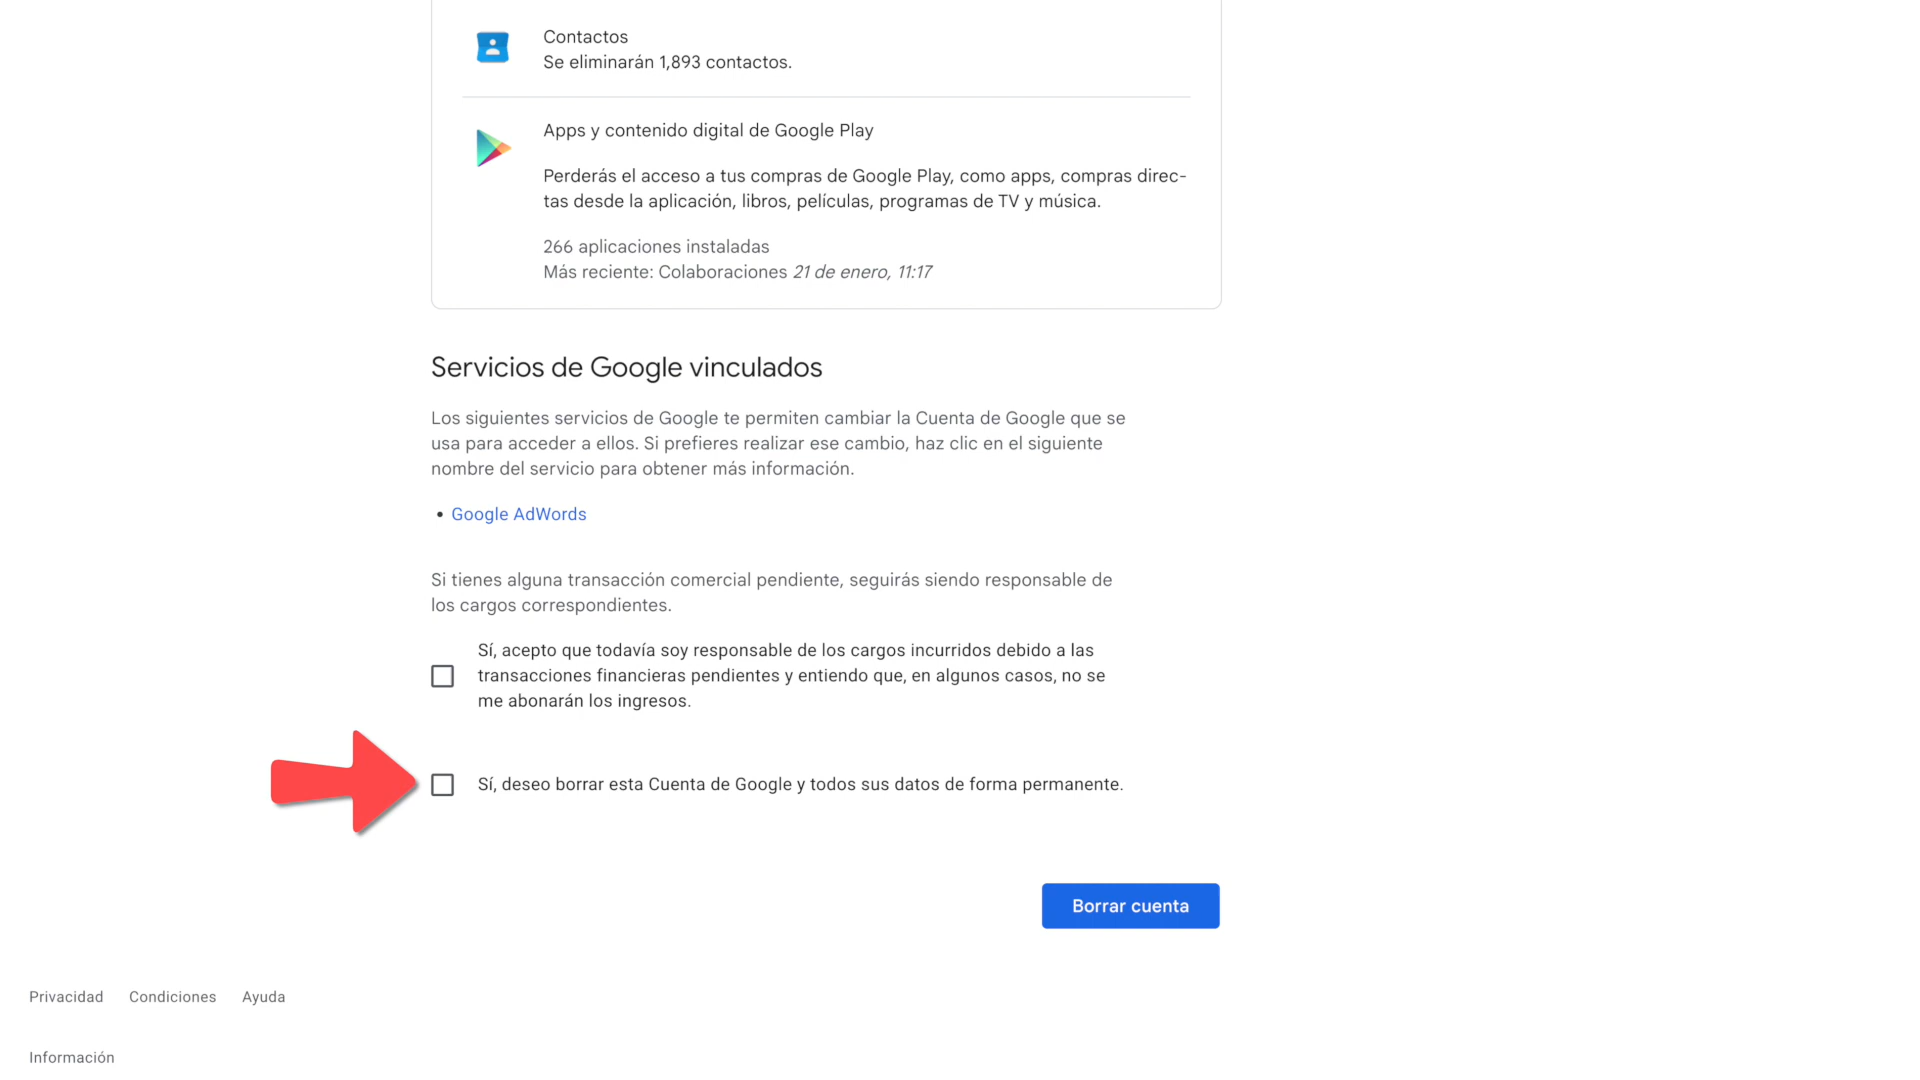 Contactos
Se eliminarán 1,893 contactos.
Apps y contenido digital de Google Play
Perderás el acceso a tus compras de Google Play, como apps, compras direc-
tas desde la aplicación, libros, películas, programas de TV y música.
266 aplicaciones instaladas
Más reciente: Colaboraciones 21 de enero, 11:17
Servicios de Google vinculados
Los siguientes servicios de Google te permiten cambiar la Cuenta de Google que se
usa para acceder a ellos. Si prefieres realizar ese cambio, haz clic en el siguiente
nombre del servicio para obtener más información.
• Google AdWords
Si tienes alguna transacción comercial pendiente, seguirás siendo responsable de
los cargos correspondientes.
Sí, acepto que todavía soy responsable de los cargos incurridos debido a las
transacciones financieras pendientes y entiendo que, en algunos casos, no se
me abonarán los ingresos.
Sí, deseo borrar esta Cuenta de Google y todos sus datos de forma permanente.
Borrar cuenta
Privacidad Condiciones Ayuda
Información